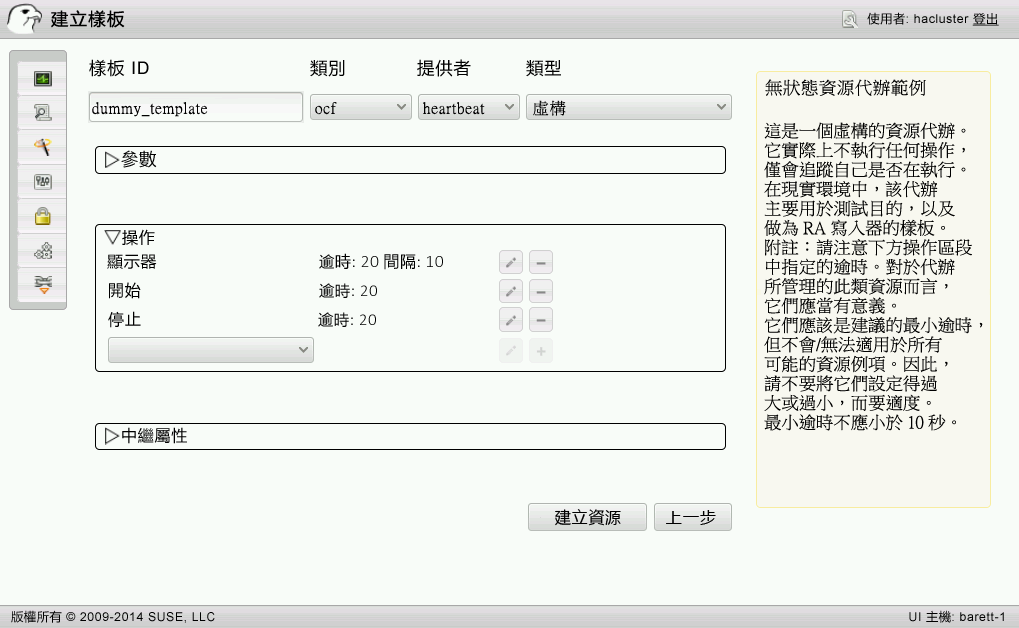 建立樣板
使用者: hacluster 登出
樣板 ID 類別 提供者 類型
dummy_template ocf heartbeat 虛構
▷參數
▽操作
顯示器 逾時: 20 間隔: 10
開始 逾時: 20
停止 逾時: 20
▷中繼屬性
建立資源 上一步
無狀態資源代辦範例
這是一個虛構的資源代辦。
它實際上不執行任何操作，
僅會追蹤自己是否在執行。
在現實環境中，該代辦
主要用於測試目的，以及
做為 RA 寫入器的樣板。
附註：請注意下方操作區段
中指定的逾時。對於代辦
所管理的此類資源而言，
它們應當有意義。
它們應該是建議的最小逾時，
但不會/無法適用於所有
可能的資源例項。因此，
請不要將它們設定得過
大或過小，而要適度。
最小逾時不應小於 10 秒。
版權所有 © 2009-2014 SUSE, LLC
UI 主機: barett-1